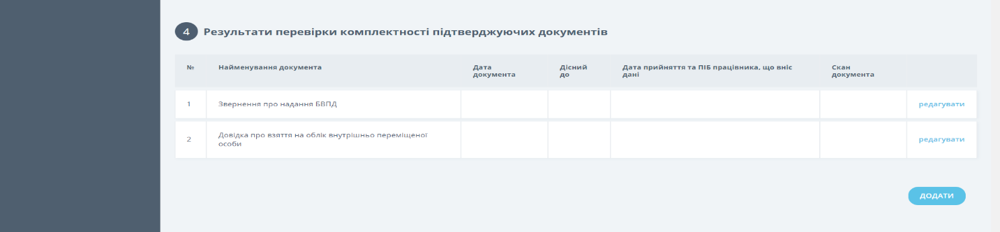 4 Результати перевірки комплектності підтверджуючих документів
№ Найменування документа Дата документа Дісний до Дата прийняття та ПІБ працівника, що вніс дані Скан документа
1 Звернення про надання БВПД редагувати
2 Довідка про взяття на облік внутрішньо переміщеної особи редагувати
ДОДАТИ